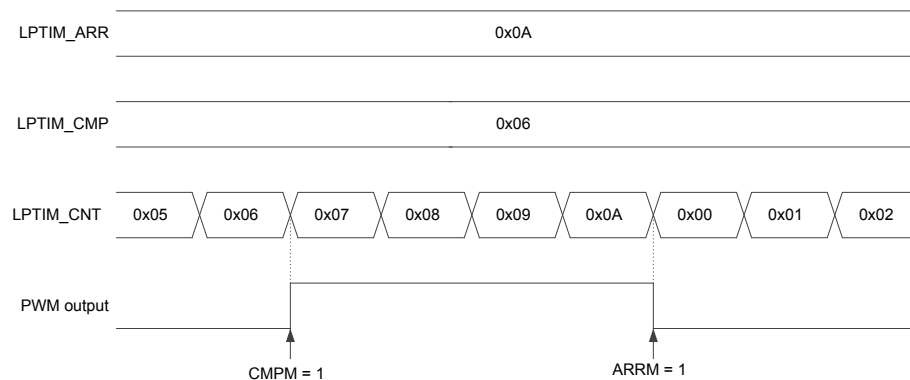 LPTIM_ARR 0x0A
LPTIM_CMP 0x06
LPTIM_CNT 0x05 0x06 0x07 0x08 0x09 0x0A 0x00 0x01 0x02
PWM output
CMPM = 1 ARRM = 1